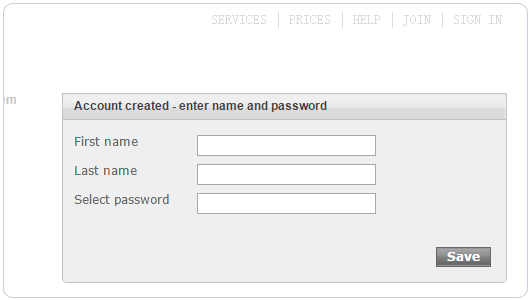 SERVICES PRICES HELP JOIN SIGN IN
em
Account created - enter name and password
First name
Last name
Select password
Save